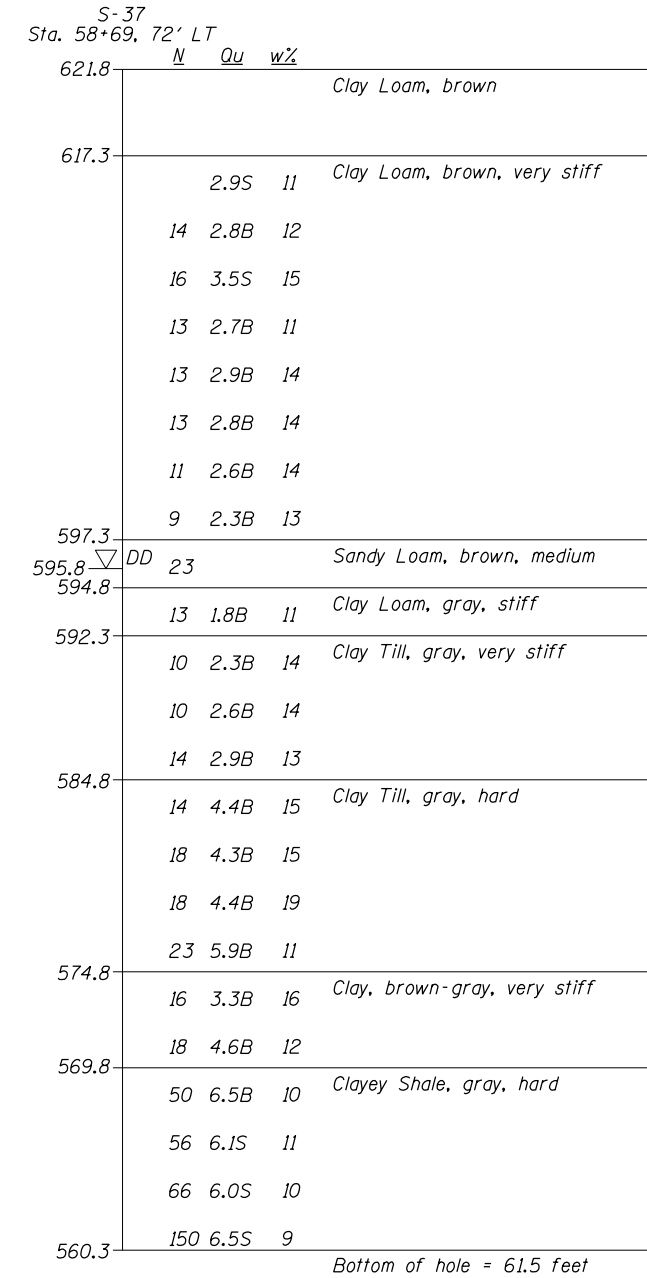 S-37
Sta. 58+69, 72' LT
N Qu w%
621.8
Clay Loam, brown
617.3
Clay Loam, brown, very stiff
2.9S 11
14 2.8B 12
16 3.5S 15
13 2.7B 11
13 2.9B 14
13 2.8B 14
11 2.6B 14
9 2.3B 13
597.3
Sandy Loam, brown, medium
595.8 DD 23
594.8
Clay Loam, gray, stiff
13 1.8B 11
592.3
Clay Till, gray, very stiff
10 2.3B 14
10 2.6B 14
14 2.9B 13
584.8
Clay Till, gray, hard
14 4.4B 15
18 4.3B 15
18 4.4B 19
23 5.9B 11
574.8
Clay, brown-gray, very stiff
16 3.3B 16
18 4.6B 12
569.8
Clayey Shale, gray, hard
50 6.5B 10
56 6.1S 11
66 6.0S 10
150 6.5S 9
560.3
Bottom of hole = 61.5 feet